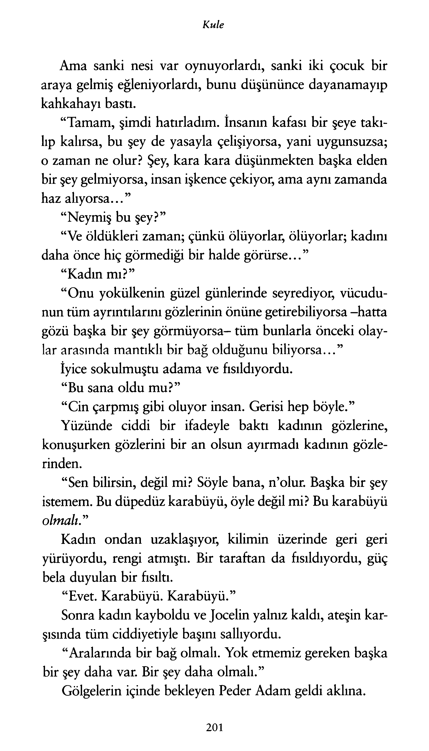 Kule
Ama sanki nesi var oynuyorlardı, sanki iki çocuk bir
araya gelmiş eğleniyorlardı, bunu düşününce dayanamayıp
kahkahayı bastı.
“Tamam, şimdi hatırladım. İnsanın kafası bir şeye takı-
lıp kalırsa, bu şey de yasayla çelişiyorsa, yani uygunsuzsa;
o zaman ne olur? Şey, kara kara düşünmekten başka elden
bir şey gelmiyorsa, insan işkence çekiyor, ama aynı zamanda
haz alıyorsa...”
“Neymiş bu şey?”
“Ve öldükleri zaman; çünkü ölüyorlar, ölüyorlar; kadını
daha önce hiç görmediği bir halde görürse...”
“Kadın mı?”
“Onu yokülkenin güzel günlerinde seyrediyor, vücudu-
nun tüm ayrıntılarını gözlerinin önüne getirebiliyorsa –hatta
gözü başka bir şey görmüyorsa– tüm bunlarla önceki olay-
lar arasında mantıklı bir bağ olduğunu biliyorsa...”
İyice sokulmuştu adama ve fısıldıyordu.
“Bu sana oldu mu?”
“Cin çarpmış gibi oluyor insan. Gerisi hep böyle.”
Yüzünde ciddi bir ifadeyle baktı kadının gözlerine,
konuşurken gözlerini bir an olsun ayırmadı kadının gözle-
rinden.
“Sen bilirsin, değil mi? Söyle bana, n’olur. Başka bir şey
istemem. Bu düpedüz karabüyü, öyle değil mi? Bu karabüyü
olmalı.”
Kadın ondan uzaklaşıyor, kilimin üzerinde geri geri
yürüyordu, rengi atmıştı. Bir taraftan da fısıldıyordu, güç
bela duyulan bir fısıltı.
“Evet. Karabüyü. Karabüyü.”
Sonra kadın kayboldu ve Jocelin yalnız kaldı, ateşin kar-
şısında tüm ciddiyetiyle başını sallıyordu.
“Aralarında bir bağ olmalı. Yok etmemiz gereken başka
bir şey daha var. Bir şey daha olmalı.”
Gölgelerin içinde bekleyen Peder Adam geldi aklına.
201